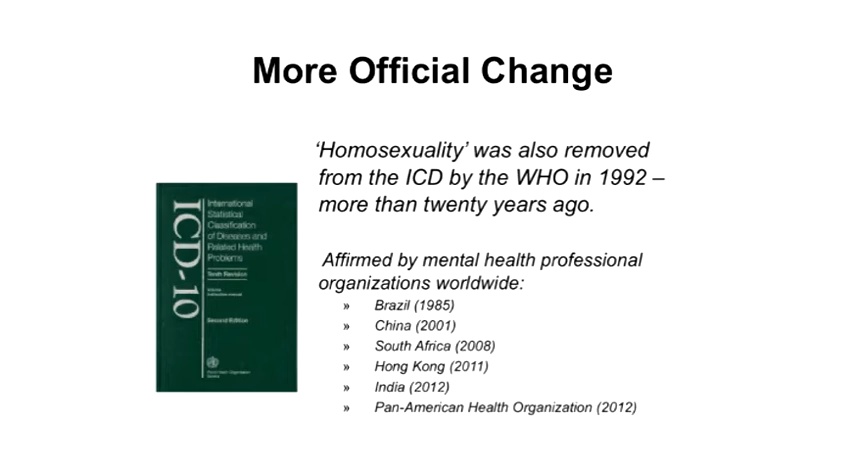 More Official Change
‘Homosexuality’ was also removed
from the ICD by the WHO in 1992 –
more than twenty years ago.
ICD-10
International
Statistical
Classification
of Diseases and
Related Health
Problems
Tenth Revision
Second Edition
Affirmed by mental health professional
organizations worldwide:
» Brazil (1985)
» China (2001)
» South Africa (2008)
» Hong Kong (2011)
» India (2012)
» Pan-American Health Organization (2012)